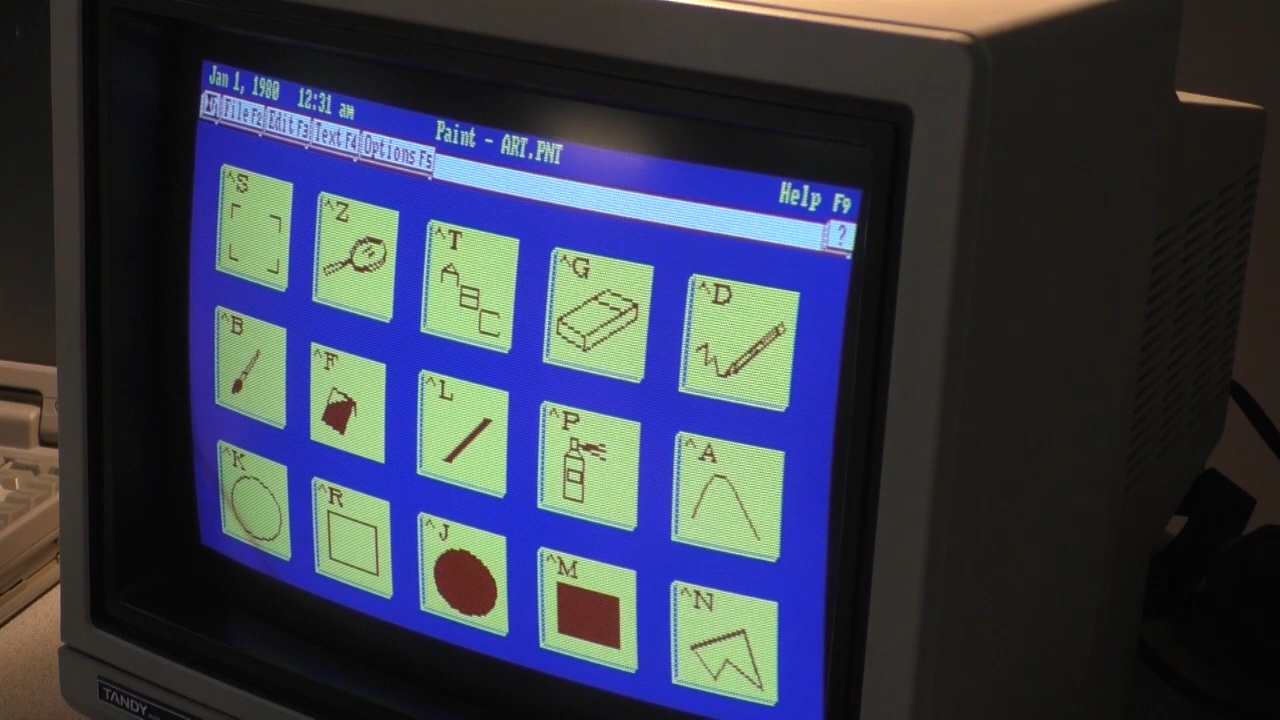 Jan 1, 1980 12:31 am
Paint - ART.PNT
Help F9
File F2 Edit F3 Text F4 Options F5
?
^S ^Z ^T ^G ^D
ABC
^B ^F ^L ^P ^A
^K ^R ^J ^M ^N
TANDY